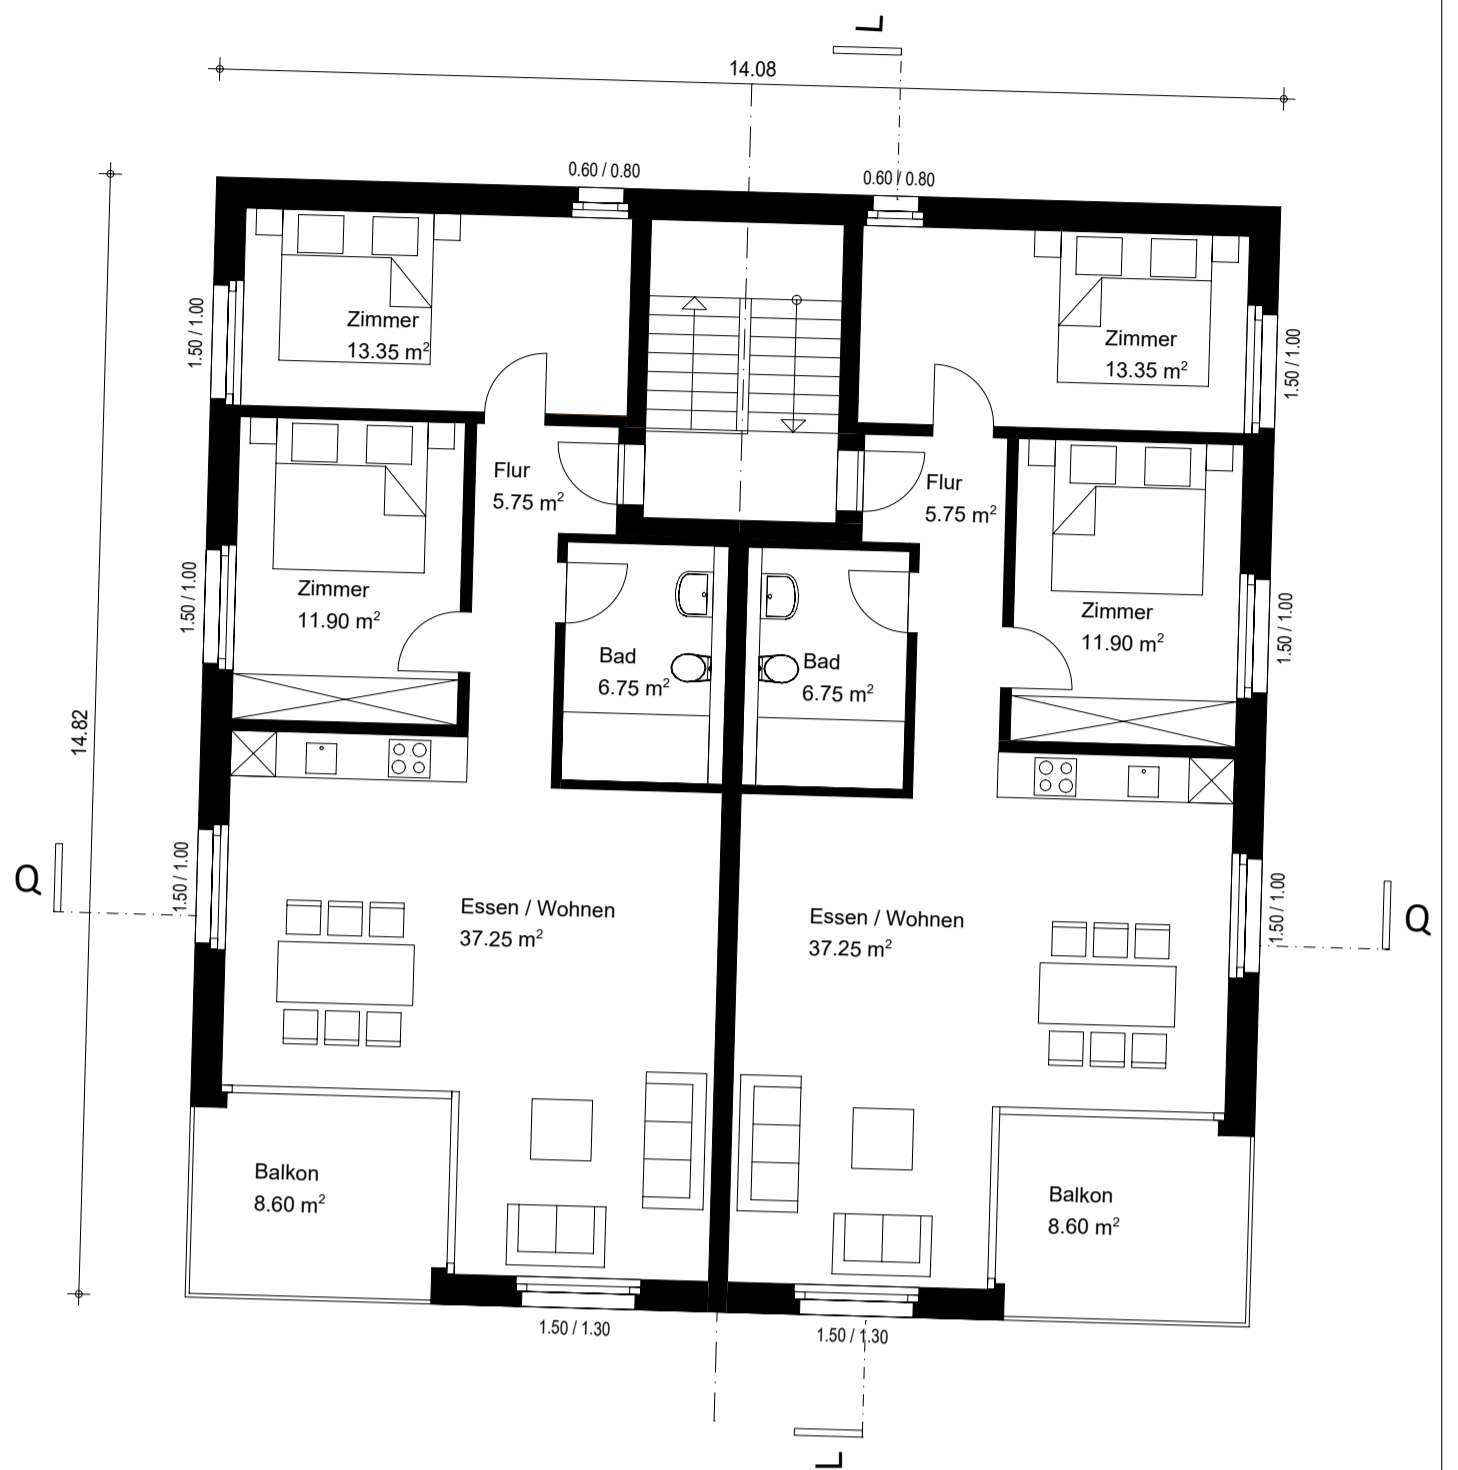 L
14.08
0.60 / 0.80
0.60 / 0.80
1.50 / 1.00
Zimmer
13.35 m²
Zimmer
13.35 m²
1.50 / 1.00
Flur
5.75 m²
Flur
5.75 m²
1.50 / 1.00
Zimmer
11.90 m²
Zimmer
11.90 m²
1.50 / 1.00
Bad
6.75 m²
Bad
6.75 m²
14.82
Q
1.50 / 1.00
Essen / Wohnen
37.25 m²
Essen / Wohnen
37.25 m²
1.50 / 1.00
Q
Balkon
8.60 m²
Balkon
8.60 m²
1.50 / 1.30
1.50 / 1.30
L